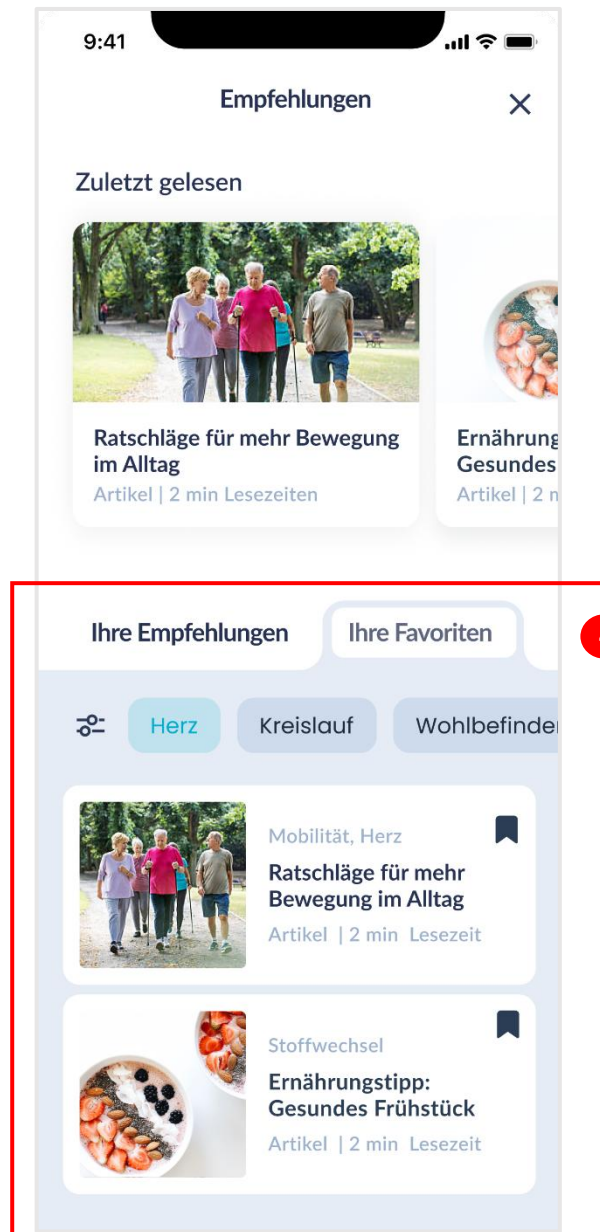 9:41
Empfehlungen
Zuletzt gelesen
Ratschläge für mehr Bewegung
im Alltag
Artikel | 2 min Lesezeiten
Ernährung
Gesundes
Artikel | 2 m
Ihre Empfehlungen
Ihre Favoriten
Herz
Kreislauf
Wohlbefinden
Mobilität, Herz
Ratschläge für mehr
Bewegung im Alltag
Artikel | 2 min Lesezeit
Stoffwechsel
Ernährungstipp:
Gesundes Frühstück
Artikel | 2 min Lesezeit